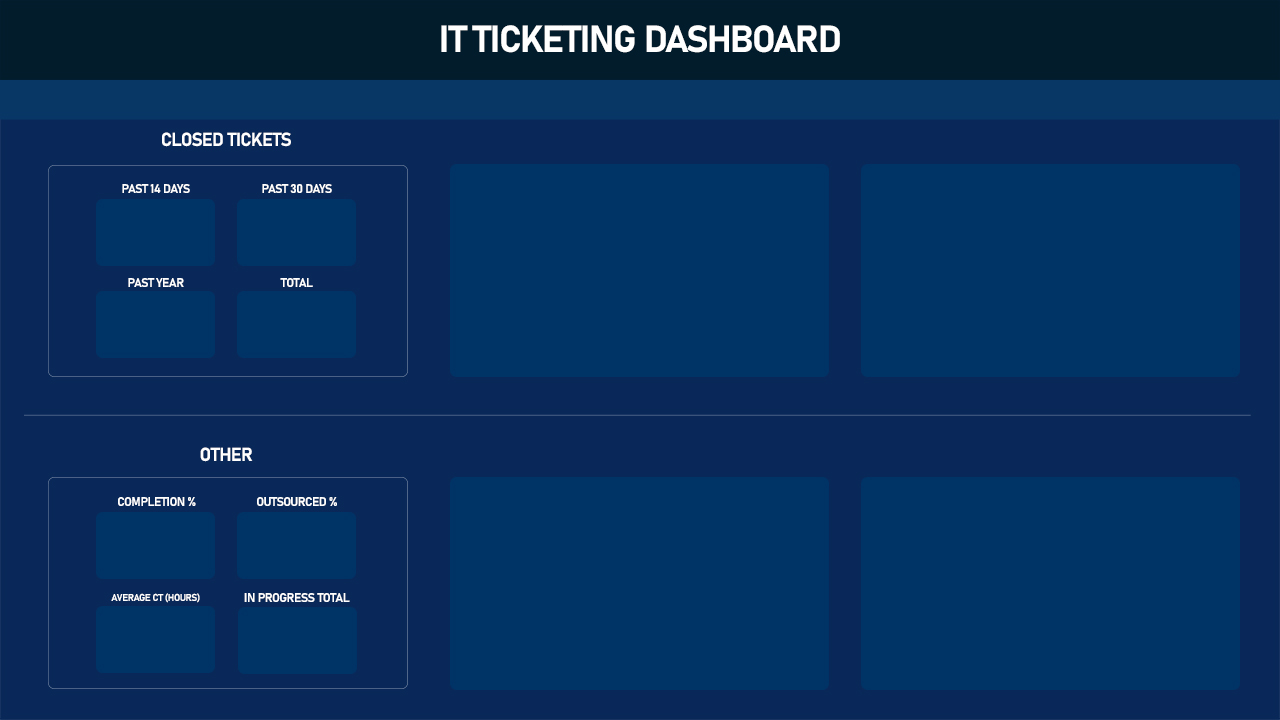 IT TICKETING DASHBOARD
CLOSED TICKETS
PAST 14 DAYS
PAST 30 DAYS
PAST YEAR
TOTAL
OTHER
COMPLETION %
OUTSOURCED %
AVERAGE CT (HOURS)
IN PROGRESS TOTAL